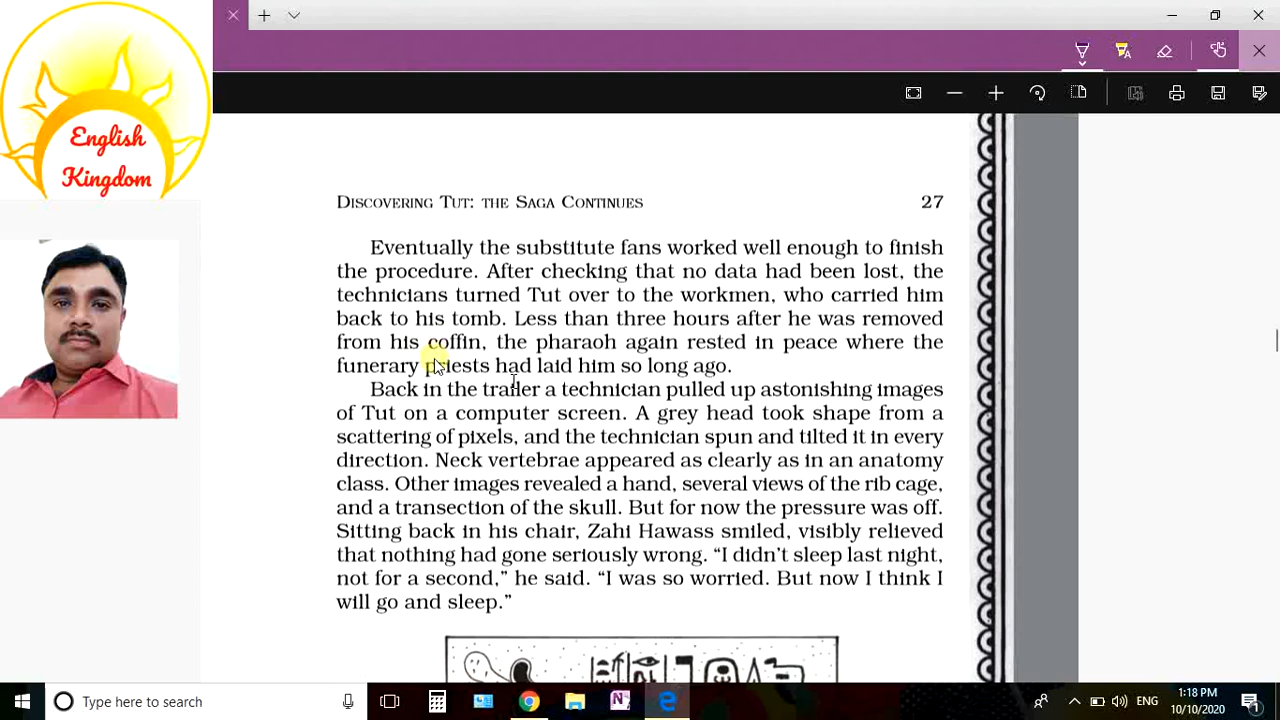 English
Kingdom
DISCOVERING TUT: THE SAGA CONTINUES 27
Eventually the substitute fans worked well enough to finish
the procedure. After checking that no data had been lost, the
technicians turned Tut over to the workmen, who carried him
back to his tomb. Less than three hours after he was removed
from his coffin, the pharaoh again rested in peace where the
funerary priests had laid him so long ago.
Back in the trailer a technician pulled up astonishing images
of Tut on a computer screen. A grey head took shape from a
scattering of pixels, and the technician spun and tilted it in every
direction. Neck vertebrae appeared as clearly as in an anatomy
class. Other images revealed a hand, several views of the rib cage,
and a transection of the skull. But for now the pressure was off.
Sitting back in his chair, Zahi Hawass smiled, visibly relieved
that nothing had gone seriously wrong. “I didn’t sleep last night,
not for a second,” he said. “I was so worried. But now I think I
will go and sleep.”
Type here to search
ENG
1:18 PM
10/10/2020